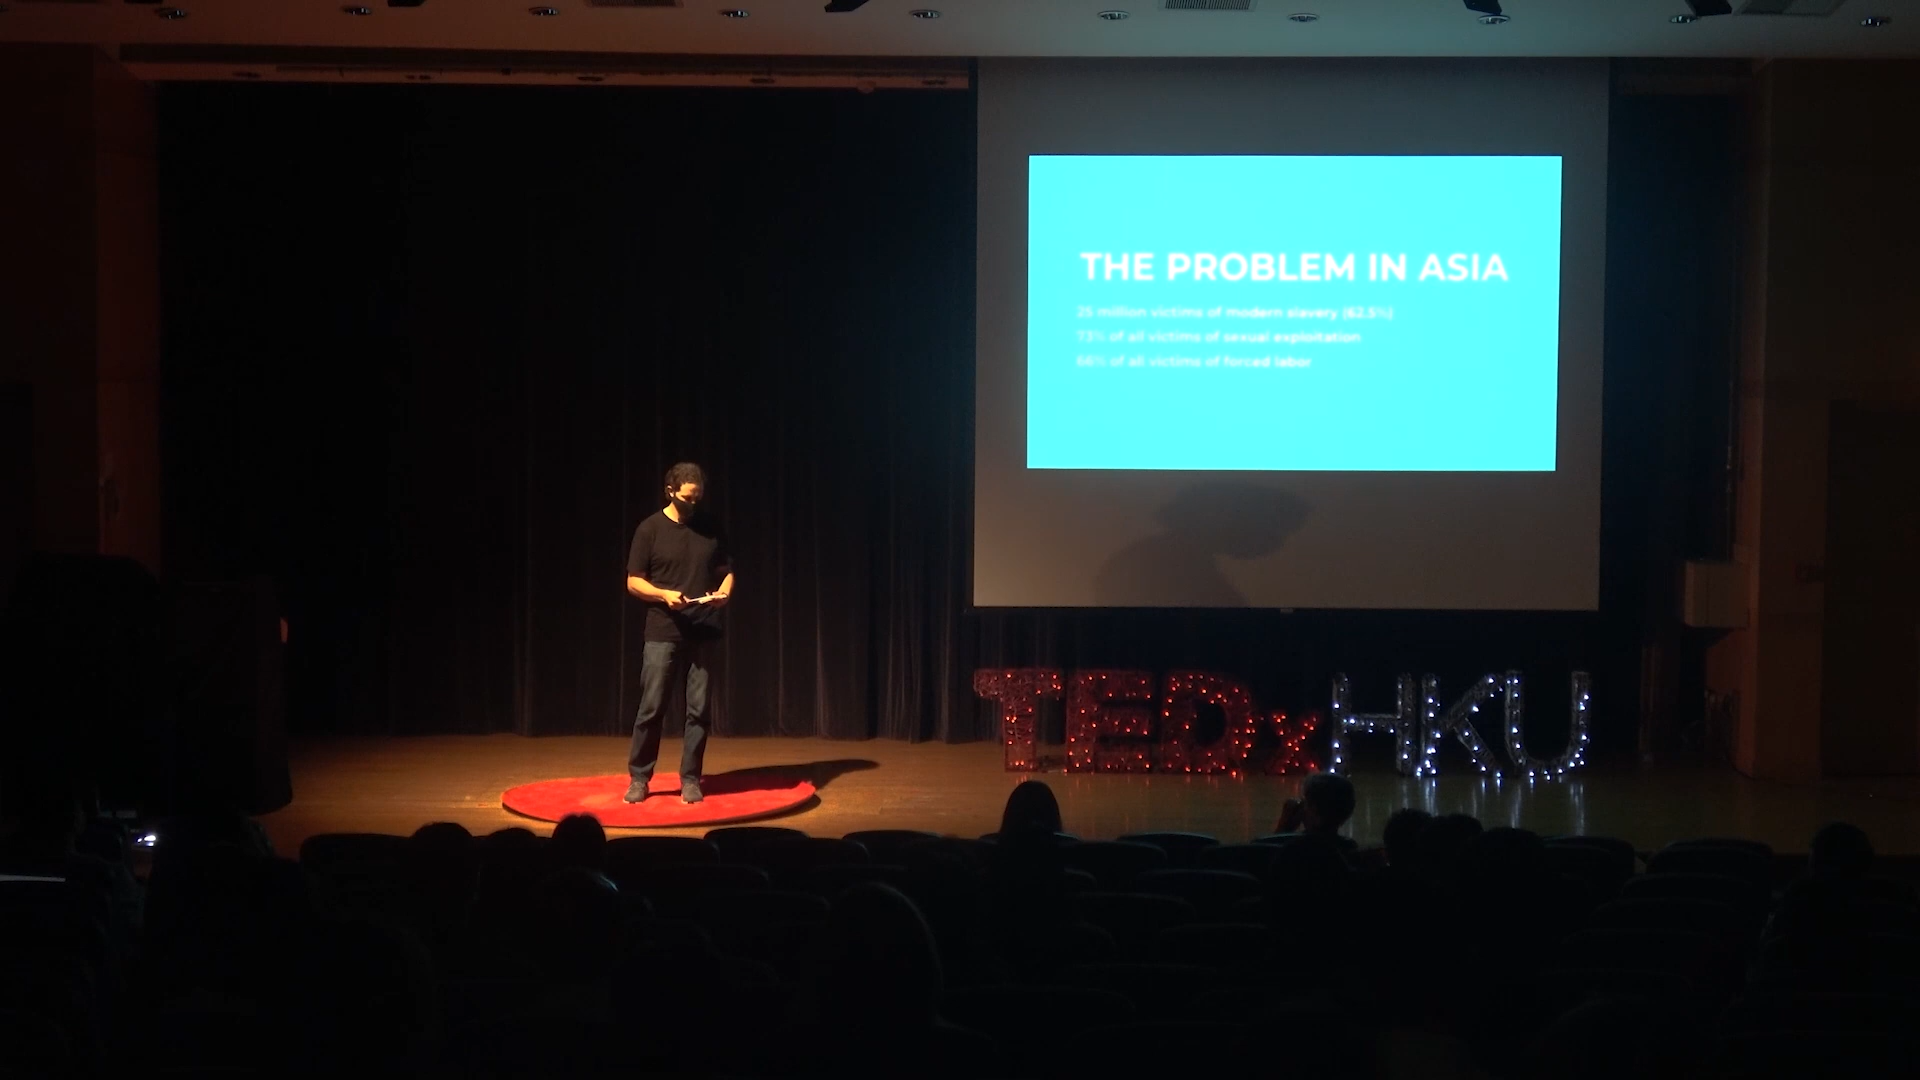 THE PROBLEM IN ASIA
25 million victims of modern slavery (62.5%)
73% of all victims of sexual exploitation
66% of all victims of forced labor
TEDxHKU